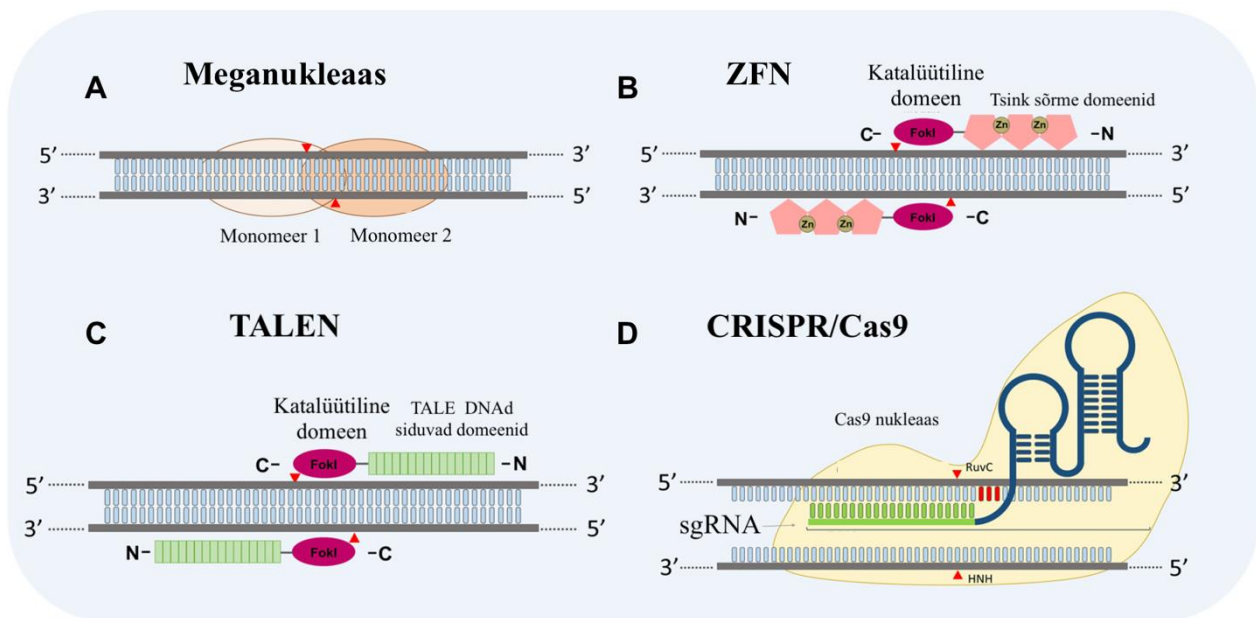 A
Meganukleaas
5' 3'
3' 5'
Monomeer 1 Monomeer 2
B
ZFN
Katalüütiline
domeen
Tsink sõrme domeenid
C- FokI Zn Zn -N
5' 3'
3' 5'
N- Zn Zn FokI -C
C
TALEN
Katalüütiline
domeen
TALE DNAd
siduvad domeenid
C- FokI -N
5' 3'
3' 5'
N- FokI -C
D
CRISPR/Cas9
Cas9 nukleaas
RuvC
5' 3'
sgRNA
3' 5'
HNH